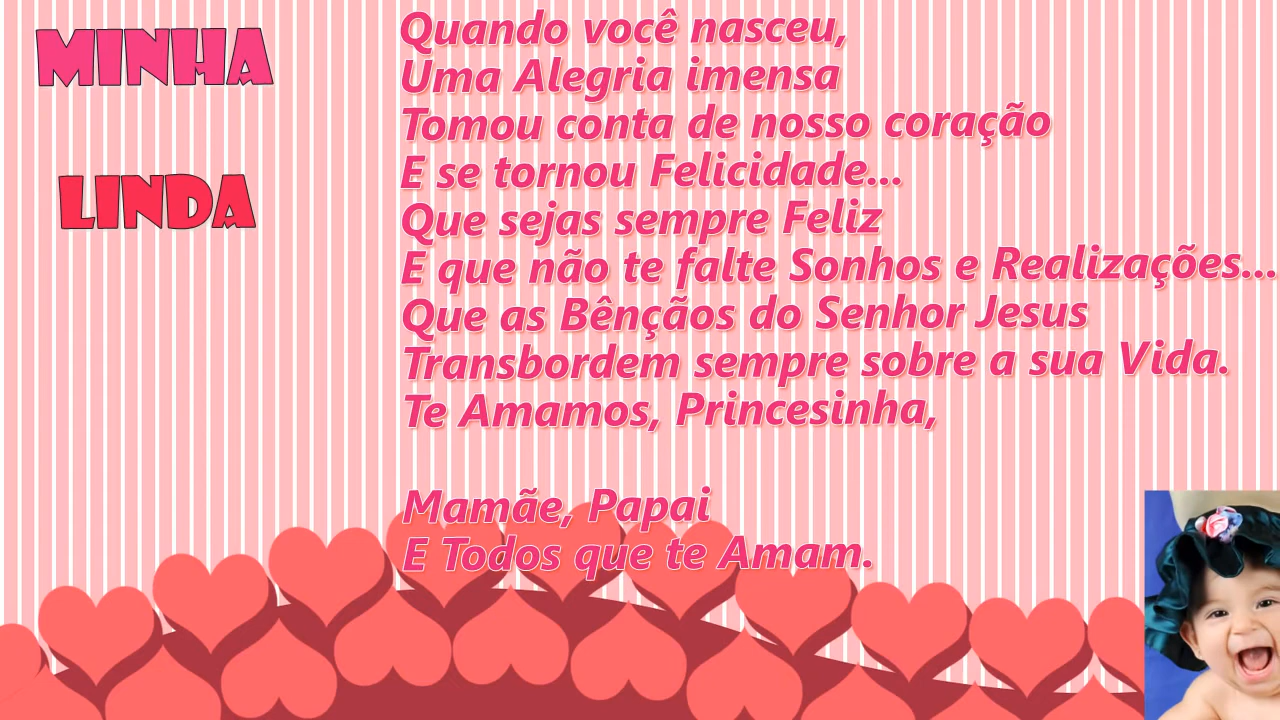 MINHA
LINDA
Quando você nasceu,
Uma Alegria imensa
Tomou conta de nosso coração
E se tornou Felicidade...
Que sejas sempre Feliz
E que não te falte Sonhos e Realizações...
Que as Bênçãos do Senhor Jesus
Transbordem sempre sobre a sua Vida.
Te Amamos, Princesinha,
Mamãe, Papai
E Todos que te Amam.